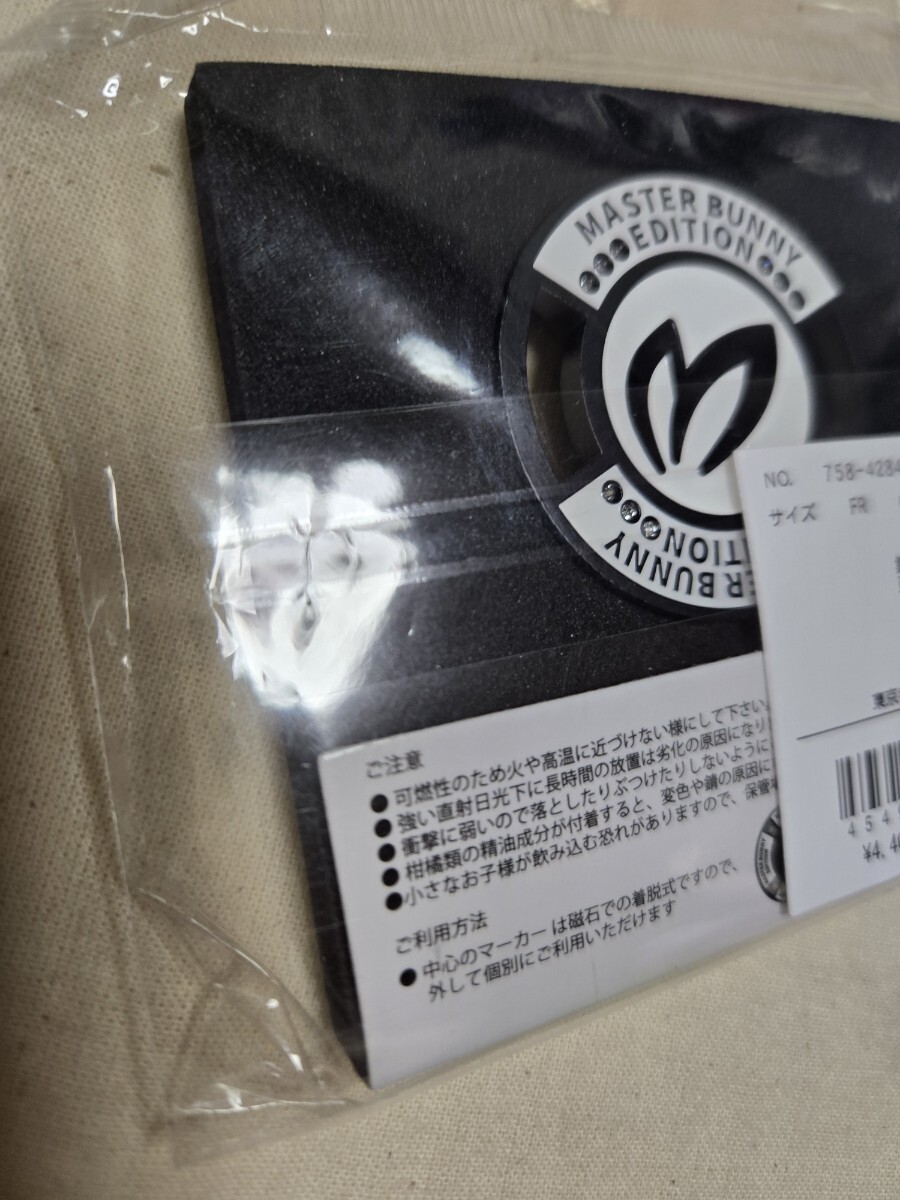 MASTER BUNNY
EDITION
ER BUNNY
ITION
NO. 758-4284
サイズ FR
4 5 4
¥4,4
ご注意
● 可燃性のため火や高温に近づけない様にして下さい。
● 強い直射日光下に長時間の放置は劣化の原因になり
● 衝撃に弱いので落としたりぶつけたりしないように
● 柑橘類の精油成分が付着すると、変色や錆の原因に
● 小さなお子様が飲み込む恐れがありますので、保管
ご利用方法
● 中心のマーカーは磁石での着脱式ですので、
外して個別にご利用いただけます